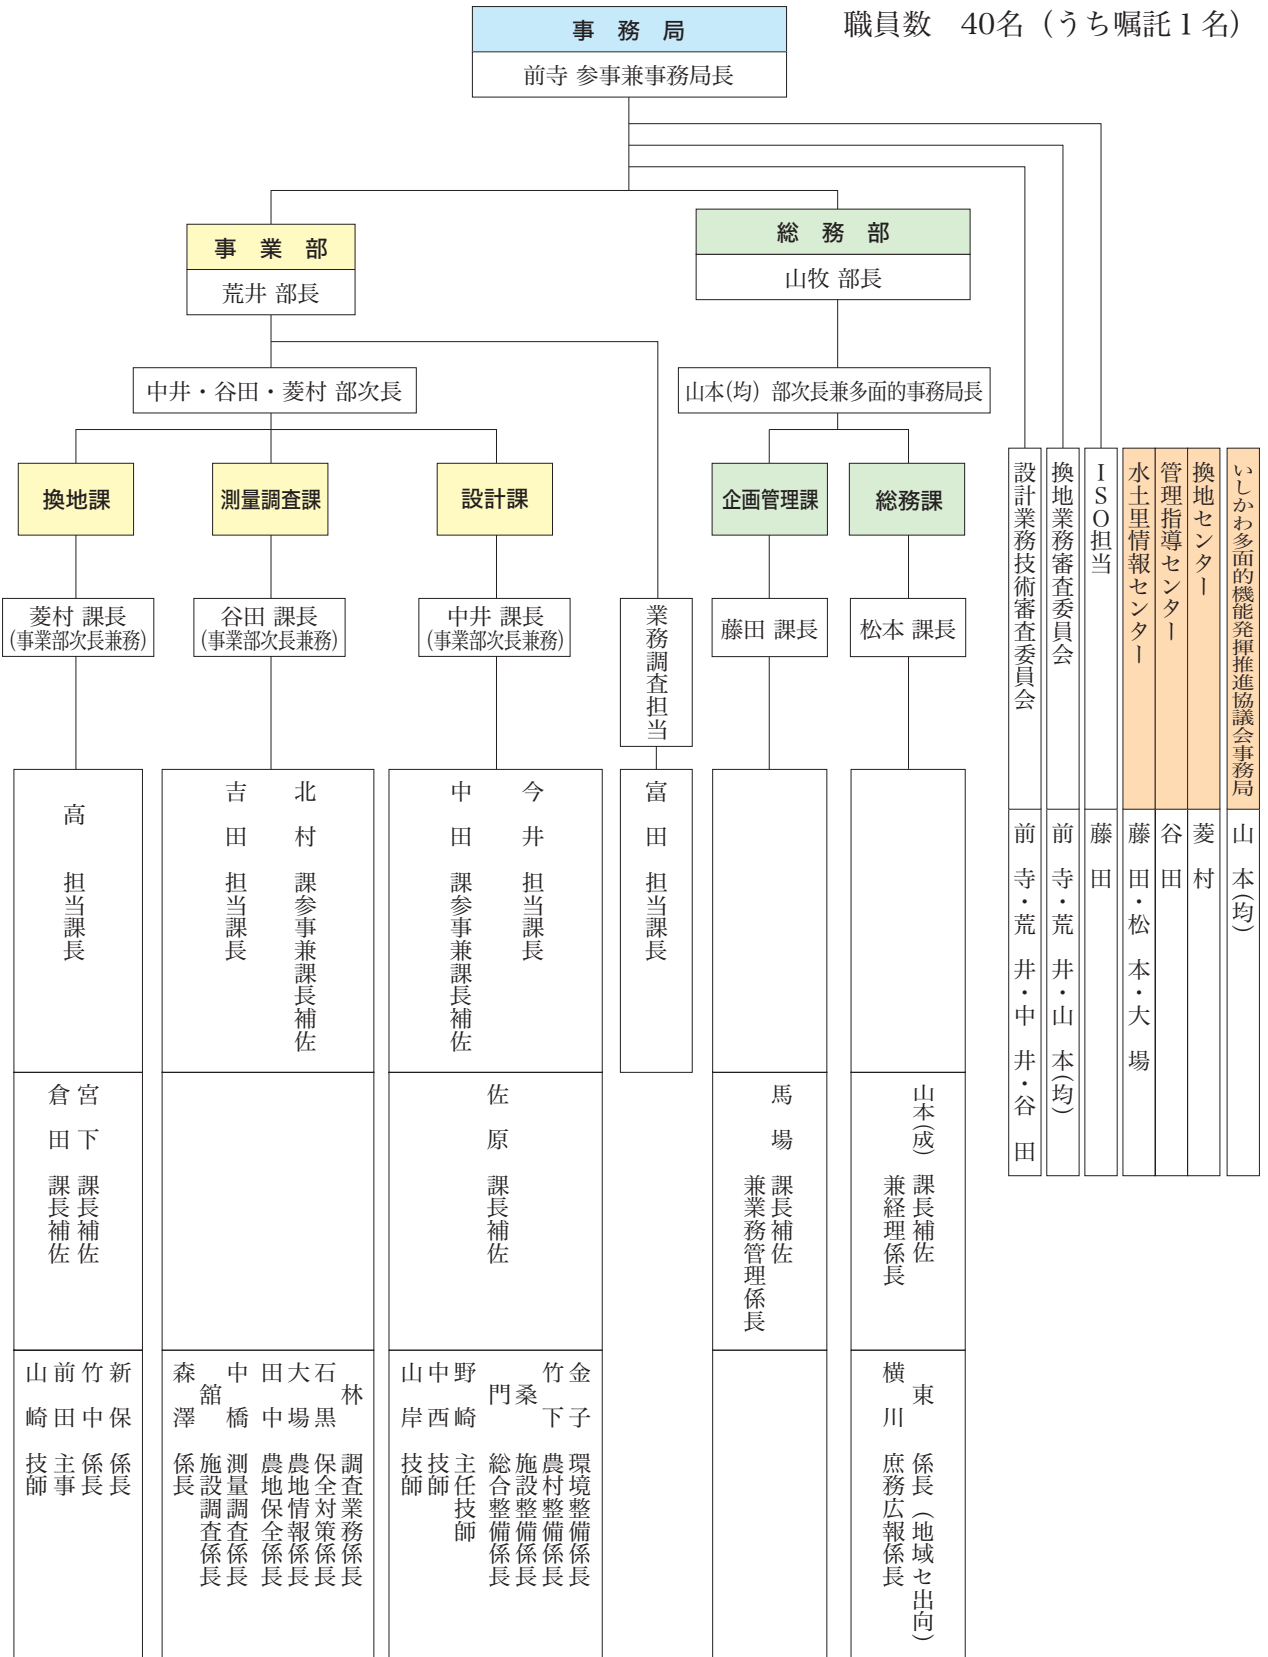 職員数　40名（うち嘱託１名）
事　務　局
前寺 参事兼事務局長
事　業　部
荒井 部長
総　務　部
山牧 部長
中井・谷田・菱村 部次長
山本(均) 部次長兼多面的事務局長
換地課
測量調査課
設計課
企画管理課
総務課
菱村 課長
(事業部次長兼務)
谷田 課長
(事業部次長兼務)
中井 課長
(事業部次長兼務)
業務調査担当
藤田 課長
松本 課長
いしかわ多面的機能発揮推進協議会事務局
山　本(均)
換地センター
菱　村
管理指導センター
谷　田
水土里情報センター
藤　田・松　本・大　場
ISO担当
藤　田
換地業務審査委員会
前　寺・荒　井・山　本(均)
設計業務技術審査委員会
前　寺・荒　井・中　井・谷　田
富　田　担当課長
今　井　担当課長
中　田　課参事兼課長補佐
北　村　課参事兼課長補佐
吉　田　担当課長
高　　担当課長
山本(成)　課長補佐
兼経理係長
馬　場　課長補佐
兼業務管理係長
佐　原　課長補佐
宮　下　課長補佐
倉　田　課長補佐
東　係長（地域セ出向）
横　川　庶務広報係長
金　子　環境整備係長
竹　下　農村整備係長
桑　施設整備係長
門　総合整備係長
野　崎　主任技師
中　西　技師
山　岸　技師
林　調査業務係長
石　黒　保全対策係長
大　場　農地情報係長
田　中　農地保全係長
中　橋　測量調査係長
舘　施設調査係長
森　澤　係長
新　保　係長
竹　中　係長
前　田　主事
山　崎　技師